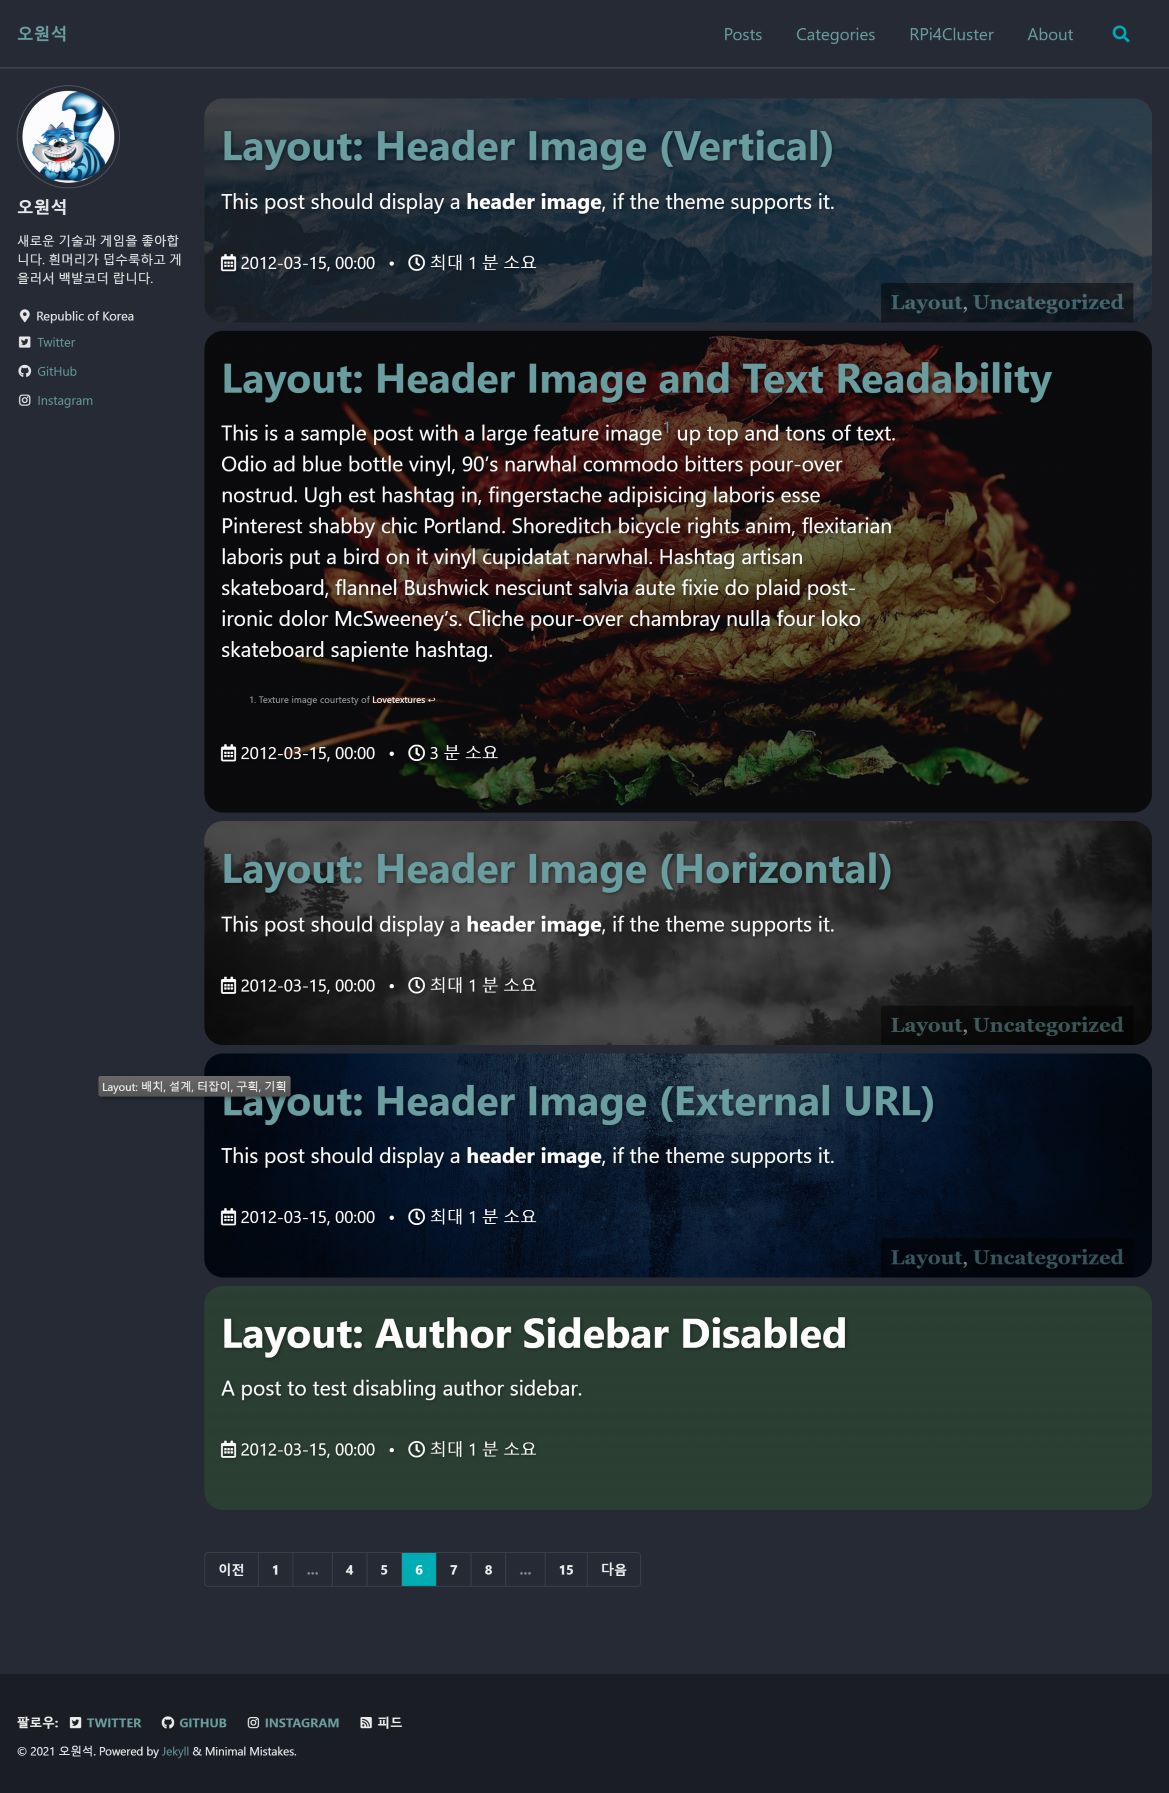 오원석
Posts
Categories
RPi4Cluster
About
오원석
새로운 기술과 게임을 좋아합
니다. 흰머리가 덥수룩하고 게
을러서 백발코더 랍니다.
Republic of Korea
Twitter
GitHub
Instagram
Layout: Header Image (Vertical)
This post should display a header image, if the theme supports it.
2012-03-15, 00:00 • 최대 1 분 소요
Layout, Uncategorized
Layout: Header Image and Text Readability
This is a sample post with a large feature image1 up top and tons of text.
Odio ad blue bottle vinyl, 90’s narwhal commodo bitters pour-over
nostrud. Ugh est hashtag in, fingerstache adipisicing laboris esse
Pinterest shabby chic Portland. Shoreditch bicycle rights anim, flexitarian
laboris put a bird on it vinyl cupidatat narwhal. Hashtag artisan
skateboard, flannel Bushwick nesciunt salvia aute fixie do plaid post-
ironic dolor McSweeney’s. Cliche pour-over chambray nulla four loko
skateboard sapiente hashtag.
1. Texture image courtesty of Lovetextures ↩
2012-03-15, 00:00 • 3 분 소요
Layout: Header Image (Horizontal)
This post should display a header image, if the theme supports it.
2012-03-15, 00:00 • 최대 1 분 소요
Layout, Uncategorized
Layout: 배치, 설계, 터잡이, 구획, 기획
Layout: Header Image (External URL)
This post should display a header image, if the theme supports it.
2012-03-15, 00:00 • 최대 1 분 소요
Layout, Uncategorized
Layout: Author Sidebar Disabled
A post to test disabling author sidebar.
2012-03-15, 00:00 • 최대 1 분 소요
이전 1 … 4 5 6 7 8 … 15 다음
팔로우: TWITTER GITHUB INSTAGRAM 피드
© 2021 오원석. Powered by Jekyll & Minimal Mistakes.